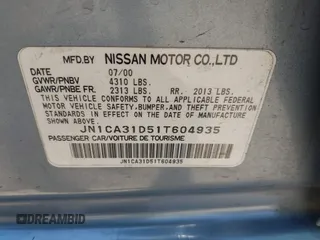 MFD.BY NISSAN MOTOR CO.,LTD
DATE 07/00
GVWR/PNBV 4310 LBS.
GAWR/PNBE FR. 2313 LBS. RR. 2013 LBS.
THIS VEHICLE CONFORMS TO ALL APPLICABLE FEDERAL MOTOR
VEHICLE SAFETY,BUMPER,AND THEFT PREVENTION
STANDARDS IN EFFECT ON THE DATE OF MANUFACTURE
SHOWN ABOVE.
JN1CA31D51T604935
PASSENGER CAR/VOITURE DE TOURISME
JN1CA31D51T604935
DREAMBID